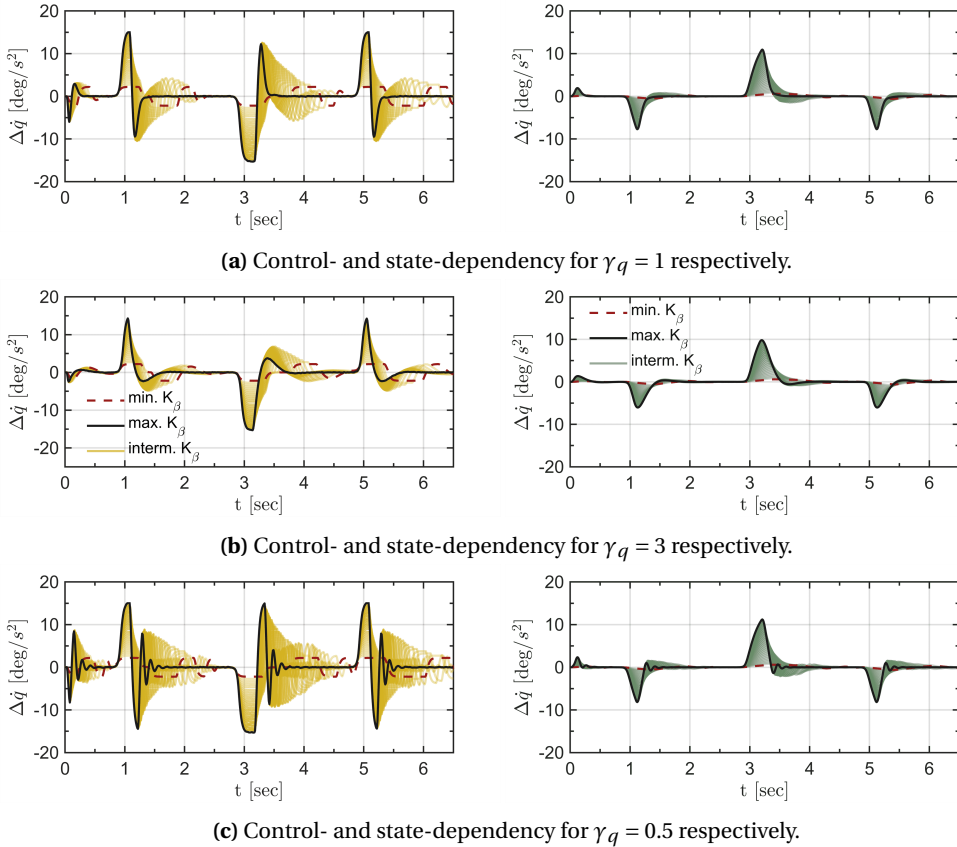 20
10
0
-10
-20
Δq̇ [deg/s²]
0 1 2 3 4 5 6
t [sec]
20
10
0
-10
-20
Δq̇ [deg/s²]
0 1 2 3 4 5 6
t [sec]
(a) Control- and state-dependency for γq = 1 respectively.
20
10
0
-10
-20
Δq̇ [deg/s²]
min. Kβ
max. Kβ
interm. Kβ
0 1 2 3 4 5 6
t [sec]
20
10
0
-10
-20
Δq̇ [deg/s²]
min. Kβ
max. Kβ
interm. Kβ
0 1 2 3 4 5 6
t [sec]
(b) Control- and state-dependency for γq = 3 respectively.
20
10
0
-10
-20
Δq̇ [deg/s²]
0 1 2 3 4 5 6
t [sec]
20
10
0
-10
-20
Δq̇ [deg/s²]
0 1 2 3 4 5 6
t [sec]
(c) Control- and state-dependency for γq = 0.5 respectively.